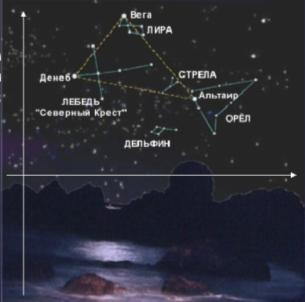 Вега
ЛИРА
Денеб
СТРЕЛА
Альтаир
ЛЕБЕДЬ
"Северный Крест"
ОРЁЛ
ДЕЛЬФИН